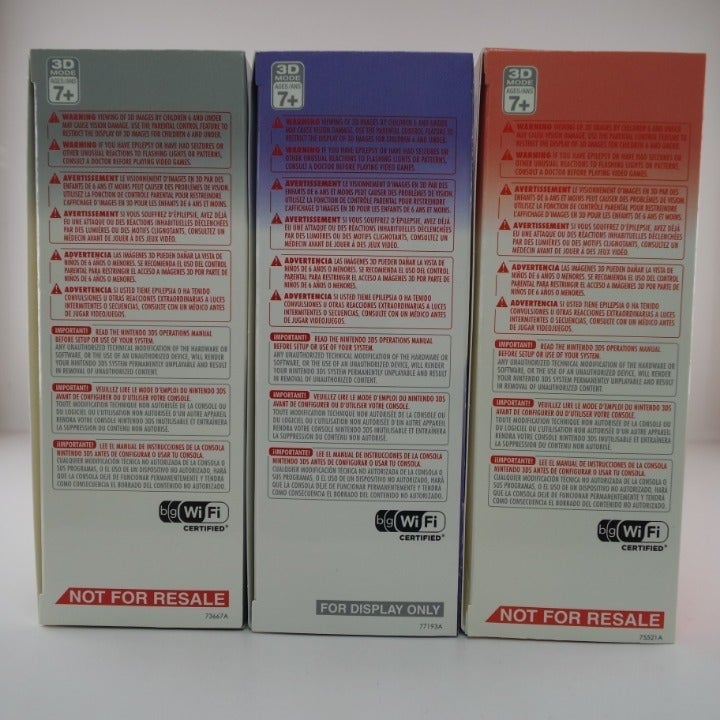 3D
MODE
AGES/ANS
7+
WARNING VIEWING OF 3D IMAGES BY CHILDREN 6 AND UNDER
MAY CAUSE VISION DAMAGE. USE THE PARENTAL CONTROL FEATURE TO
RESTRICT THE DISPLAY OF 3D IMAGES FOR CHILDREN 6 AND UNDER.
WARNING IF YOU HAVE EPILEPSY OR HAVE HAD SEIZURES OR
OTHER UNUSUAL REACTIONS TO FLASHING LIGHTS OR PATTERNS,
CONSULT A DOCTOR BEFORE PLAYING VIDEO GAMES.
AVERTISSEMENT LE VISIONNEMENT D'IMAGES EN 3D PAR DES
ENFANTS DE 6 ANS ET MOINS PEUT CAUSER DES PROBLÈMES DE VISION.
UTILISEZ LA FONCTION DE CONTRÔLE PARENTAL POUR RESTREINDRE
L'AFFICHAGE D'IMAGES EN 3D POUR LES ENFANTS DE 6 ANS ET MOINS.
AVERTISSEMENT SI VOUS SOUFFREZ D'ÉPILEPSIE, AVEZ DÉJÀ
EU UNE ATTAQUE OU DES RÉACTIONS INHABITUELLES DÉCLENCHÉES
PAR DES LUMIÈRES OU DES MOTIFS CLIGNOTANTS, CONSULTEZ UN
MÉDECIN AVANT DE JOUER À DES JEUX VIDÉO.
ADVERTENCIA LAS IMÁGENES 3D PUEDEN DAÑAR LA VISTA DE
NIÑOS DE 6 AÑOS O MENORES. SE RECOMIENDA EL USO DEL CONTROL
PARENTAL PARA RESTRINGIR EL ACCESO A IMÁGENES 3D POR PARTE DE
NIÑOS DE 6 AÑOS O MENORES.
ADVERTENCIA SI USTED TIENE EPILEPSIA O HA TENIDO
CONVULSIONES U OTRAS REACCIONES EXTRAORDINARIAS A LUCES
INTERMITENTES O SECUENCIAS, CONSULTE CON UN MÉDICO ANTES
DE JUGAR VIDEOJUEGOS.
IMPORTANT! READ THE NINTENDO 3DS OPERATIONS MANUAL
BEFORE SETUP OR USE OF YOUR SYSTEM.
ANY UNAUTHORIZED TECHNICAL MODIFICATION OF THE HARDWARE OR
SOFTWARE, OR THE USE OF AN UNAUTHORIZED DEVICE, WILL RENDER
YOUR NINTENDO 3DS SYSTEM PERMANENTLY UNPLAYABLE AND RESULT
IN REMOVAL OF UNAUTHORIZED CONTENT.
IMPORTANT! VEUILLEZ LIRE LE MODE D'EMPLOI DU NINTENDO 3DS
AVANT DE CONFIGURER OU D'UTILISER VOTRE CONSOLE.
TOUTE MODIFICATION TECHNIQUE NON AUTORISÉE DE LA CONSOLE OU
DU LOGICIEL OU L'UTILISATION NON AUTORISÉE D'UN AUTRE APPAREIL
RENDRA VOTRE CONSOLE NINTENDO 3DS INUTILISABLE ET ENTRAÎNERA
LA SUPPRESSION DU CONTENU NON AUTORISÉ.
¡IMPORTANTE! LEE EL MANUAL DE INSTRUCCIONES DE LA CONSOLA
NINTENDO 3DS ANTES DE CONFIGURAR O USAR TU CONSOLA.
CUALQUIER MODIFICACIÓN TÉCNICA NO AUTORIZADA DE LA CONSOLA O
SUS PROGRAMAS, O EL USO DE UN DISPOSITIVO NO AUTORIZADO, HARÁ
QUE LA CONSOLA DEJE DE FUNCIONAR PERMANENTEMENTE Y TENDRÁ
COMO CONSECUENCIA EL BORRADO DEL CONTENIDO NO AUTORIZADO.
bg Wi Fi
CERTIFIED
NOT FOR RESALE
73667A
3D
MODE
AGES/ANS
7+
WARNING VIEWING OF 3D IMAGES BY CHILDREN 6 AND UNDER
MAY CAUSE VISION DAMAGE. USE THE PARENTAL CONTROL FEATURE TO
RESTRICT THE DISPLAY OF 3D IMAGES FOR CHILDREN 6 AND UNDER.
WARNING IF YOU HAVE EPILEPSY OR HAVE HAD SEIZURES OR
OTHER UNUSUAL REACTIONS TO FLASHING LIGHTS OR PATTERNS,
CONSULT A DOCTOR BEFORE PLAYING VIDEO GAMES.
AVERTISSEMENT LE VISIONNEMENT D'IMAGES EN 3D PAR DES
ENFANTS DE 6 ANS ET MOINS PEUT CAUSER DES PROBLÈMES DE VISION.
UTILISEZ LA FONCTION DE CONTRÔLE PARENTAL POUR RESTREINDRE
L'AFFICHAGE D'IMAGES EN 3D POUR LES ENFANTS DE 6 ANS ET MOINS.
AVERTISSEMENT SI VOUS SOUFFREZ D'ÉPILEPSIE, AVEZ DÉJÀ
EU UNE ATTAQUE OU DES RÉACTIONS INHABITUELLES DÉCLENCHÉES
PAR DES LUMIÈRES OU DES MOTIFS CLIGNOTANTS, CONSULTEZ UN
MÉDECIN AVANT DE JOUER À DES JEUX VIDÉO.
ADVERTENCIA LAS IMÁGENES 3D PUEDEN DAÑAR LA VISTA DE
NIÑOS DE 6 AÑOS O MENORES. SE RECOMIENDA EL USO DEL CONTROL
PARENTAL PARA RESTRINGIR EL ACCESO A IMÁGENES 3D POR PARTE DE
NIÑOS DE 6 AÑOS O MENORES.
ADVERTENCIA SI USTED TIENE EPILEPSIA O HA TENIDO
CONVULSIONES U OTRAS REACCIONES EXTRAORDINARIAS A LUCES
INTERMITENTES O SECUENCIAS, CONSULTE CON UN MÉDICO ANTES
DE JUGAR VIDEOJUEGOS.
IMPORTANT! READ THE NINTENDO 3DS OPERATIONS MANUAL
BEFORE SETUP OR USE OF YOUR SYSTEM.
ANY UNAUTHORIZED TECHNICAL MODIFICATION OF THE HARDWARE OR
SOFTWARE, OR THE USE OF AN UNAUTHORIZED DEVICE, WILL RENDER
YOUR NINTENDO 3DS SYSTEM PERMANENTLY UNPLAYABLE AND RESULT
IN REMOVAL OF UNAUTHORIZED CONTENT.
IMPORTANT! VEUILLEZ LIRE LE MODE D'EMPLOI DU NINTENDO 3DS
AVANT DE CONFIGURER OU D'UTILISER VOTRE CONSOLE.
TOUTE MODIFICATION TECHNIQUE NON AUTORISÉE DE LA CONSOLE OU
DU LOGICIEL OU L'UTILISATION NON AUTORISÉE D'UN AUTRE APPAREIL
RENDRA VOTRE CONSOLE NINTENDO 3DS INUTILISABLE ET ENTRAÎNERA
LA SUPPRESSION DU CONTENU NON AUTORISÉ.
¡IMPORTANTE! LEE EL MANUAL DE INSTRUCCIONES DE LA CONSOLA
NINTENDO 3DS ANTES DE CONFIGURAR O USAR TU CONSOLA.
CUALQUIER MODIFICACIÓN TÉCNICA NO AUTORIZADA DE LA CONSOLA O
SUS PROGRAMAS, O EL USO DE UN DISPOSITIVO NO AUTORIZADO, HARÁ
QUE LA CONSOLA DEJE DE FUNCIONAR PERMANENTEMENTE Y TENDRÁ
COMO CONSECUENCIA EL BORRADO DEL CONTENIDO NO AUTORIZADO.
bg Wi Fi
CERTIFIED
FOR DISPLAY ONLY
77193A
3D
MODE
AGES/ANS
7+
WARNING VIEWING OF 3D IMAGES BY CHILDREN 6 AND UNDER
MAY CAUSE VISION DAMAGE. USE THE PARENTAL CONTROL FEATURE TO
RESTRICT THE DISPLAY OF 3D IMAGES FOR CHILDREN 6 AND UNDER.
WARNING IF YOU HAVE EPILEPSY OR HAVE HAD SEIZURES OR
OTHER UNUSUAL REACTIONS TO FLASHING LIGHTS OR PATTERNS,
CONSULT A DOCTOR BEFORE PLAYING VIDEO GAMES.
AVERTISSEMENT LE VISIONNEMENT D'IMAGES EN 3D PAR DES
ENFANTS DE 6 ANS ET MOINS PEUT CAUSER DES PROBLÈMES DE VISION.
UTILISEZ LA FONCTION DE CONTRÔLE PARENTAL POUR RESTREINDRE
L'AFFICHAGE D'IMAGES EN 3D POUR LES ENFANTS DE 6 ANS ET MOINS.
AVERTISSEMENT SI VOUS SOUFFREZ D'ÉPILEPSIE, AVEZ DÉJÀ
EU UNE ATTAQUE OU DES RÉACTIONS INHABITUELLES DÉCLENCHÉES
PAR DES LUMIÈRES OU DES MOTIFS CLIGNOTANTS, CONSULTEZ UN
MÉDECIN AVANT DE JOUER À DES JEUX VIDÉO.
ADVERTENCIA LAS IMÁGENES 3D PUEDEN DAÑAR LA VISTA DE
NIÑOS DE 6 AÑOS O MENORES. SE RECOMIENDA EL USO DEL CONTROL
PARENTAL PARA RESTRINGIR EL ACCESO A IMÁGENES 3D POR PARTE DE
NIÑOS DE 6 AÑOS O MENORES.
ADVERTENCIA SI USTED TIENE EPILEPSIA O HA TENIDO
CONVULSIONES U OTRAS REACCIONES EXTRAORDINARIAS A LUCES
INTERMITENTES O SECUENCIAS, CONSULTE CON UN MÉDICO ANTES
DE JUGAR VIDEOJUEGOS.
IMPORTANT! READ THE NINTENDO 3DS OPERATIONS MANUAL
BEFORE SETUP OR USE OF YOUR SYSTEM.
ANY UNAUTHORIZED TECHNICAL MODIFICATION OF THE HARDWARE OR
SOFTWARE, OR THE USE OF AN UNAUTHORIZED DEVICE, WILL RENDER
YOUR NINTENDO 3DS SYSTEM PERMANENTLY UNPLAYABLE AND RESULT
IN REMOVAL OF UNAUTHORIZED CONTENT.
IMPORTANT! VEUILLEZ LIRE LE MODE D'EMPLOI DU NINTENDO 3DS
AVANT DE CONFIGURER OU D'UTILISER VOTRE CONSOLE.
TOUTE MODIFICATION TECHNIQUE NON AUTORISÉE DE LA CONSOLE OU
DU LOGICIEL OU L'UTILISATION NON AUTORISÉE D'UN AUTRE APPAREIL
RENDRA VOTRE CONSOLE NINTENDO 3DS INUTILISABLE ET ENTRAÎNERA
LA SUPPRESSION DU CONTENU NON AUTORISÉ.
¡IMPORTANTE! LEE EL MANUAL DE INSTRUCCIONES DE LA CONSOLA
NINTENDO 3DS ANTES DE CONFIGURAR O USAR TU CONSOLA.
CUALQUIER MODIFICACIÓN TÉCNICA NO AUTORIZADA DE LA CONSOLA O
SUS PROGRAMAS, O EL USO DE UN DISPOSITIVO NO AUTORIZADO, HARÁ
QUE LA CONSOLA DEJE DE FUNCIONAR PERMANENTEMENTE Y TENDRÁ
COMO CONSECUENCIA EL BORRADO DEL CONTENIDO NO AUTORIZADO.
bg Wi Fi
CERTIFIED
NOT FOR RESALE
75521A